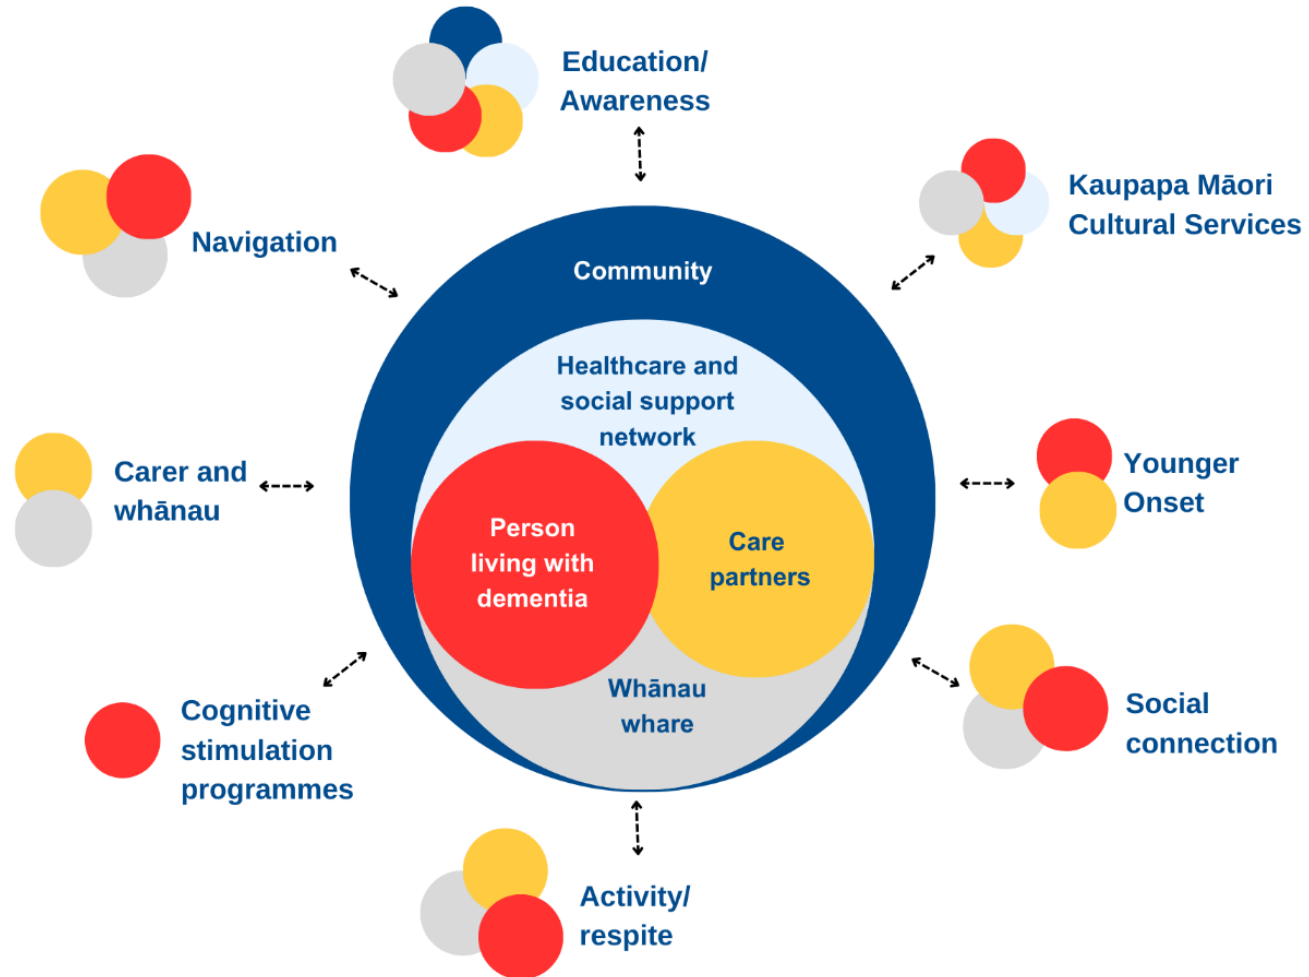 Education/
Awareness
Kaupapa Māori
Cultural Services
Navigation
Community
Healthcare and
social support
network
Carer and
whānau
Person
living with
dementia
Care
partners
Younger
Onset
Whānau
whare
Cognitive
stimulation
programmes
Social
connection
Activity/
respite